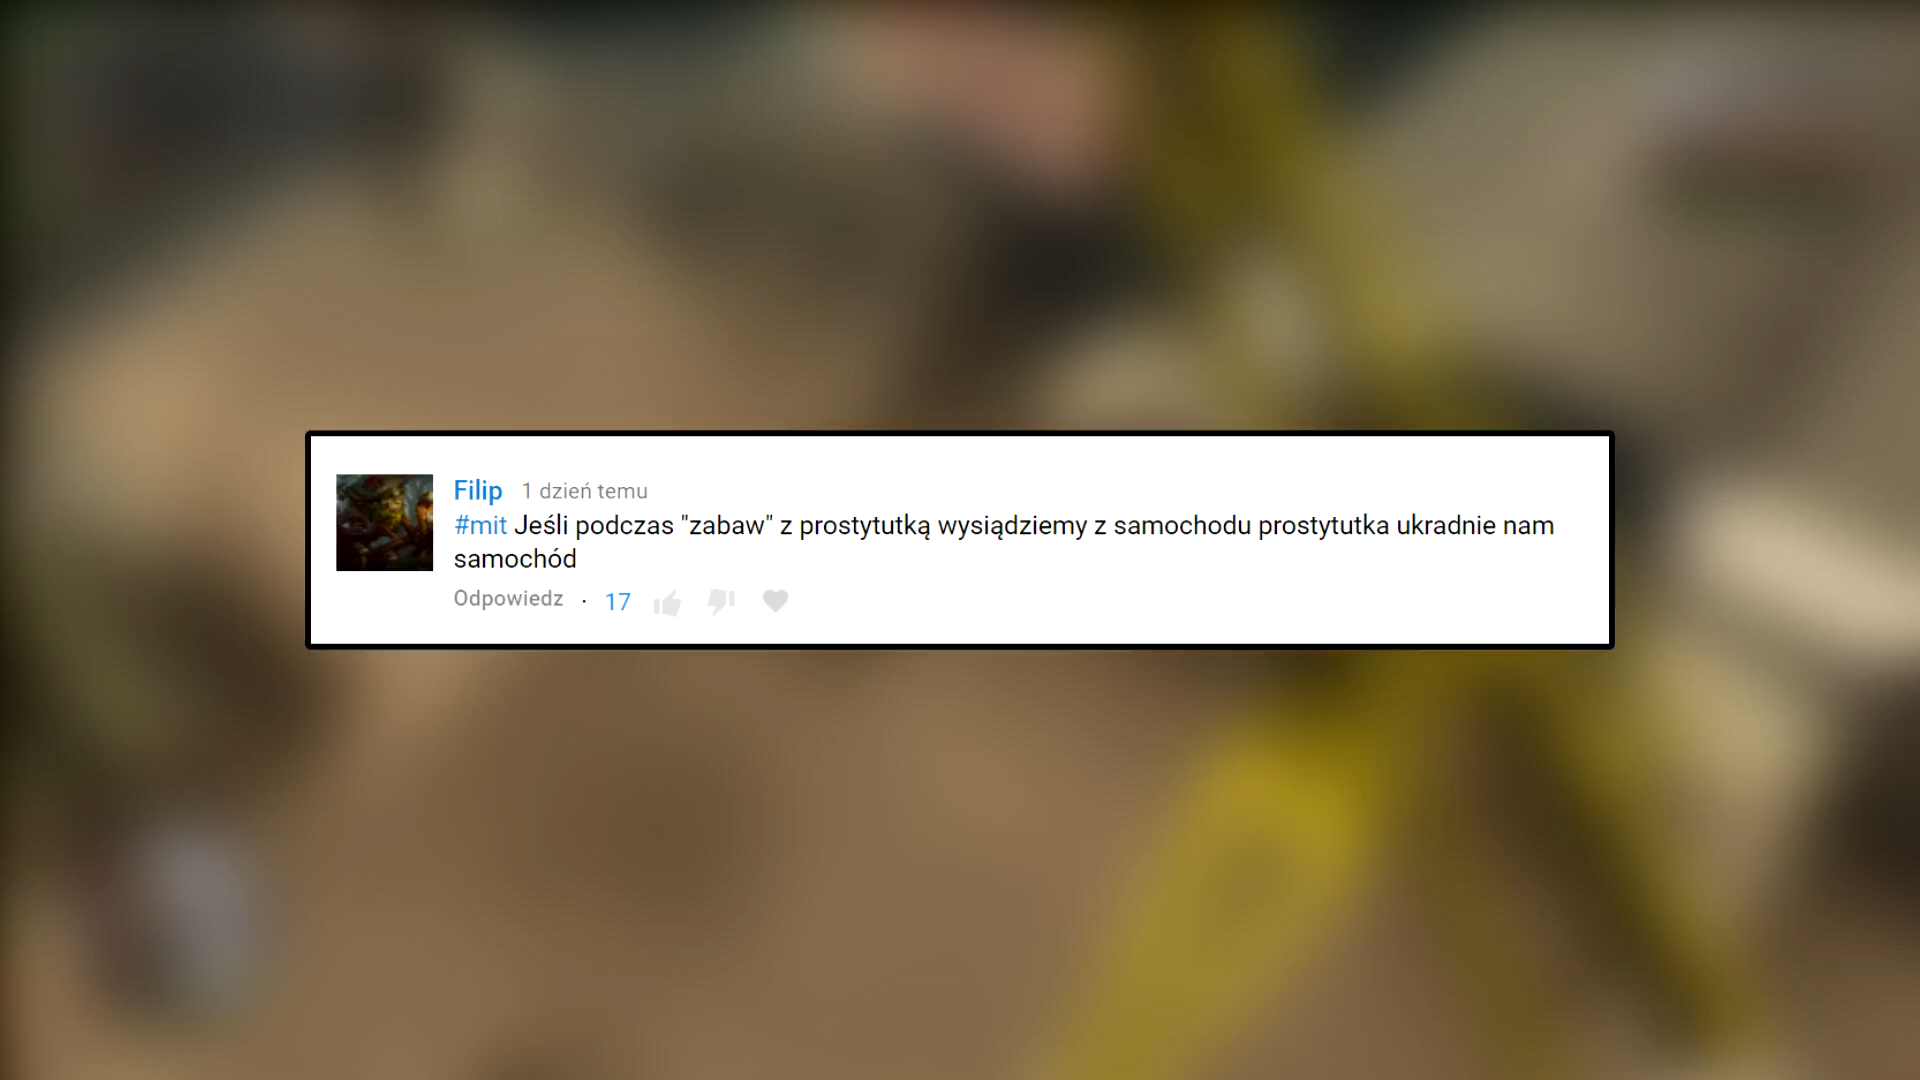 Filip 1 dzień temu
#mit Jeśli podczas "zabaw" z prostytutką wysiądziemy z samochodu prostytutka ukradnie nam
samochód
Odpowiedz · 17